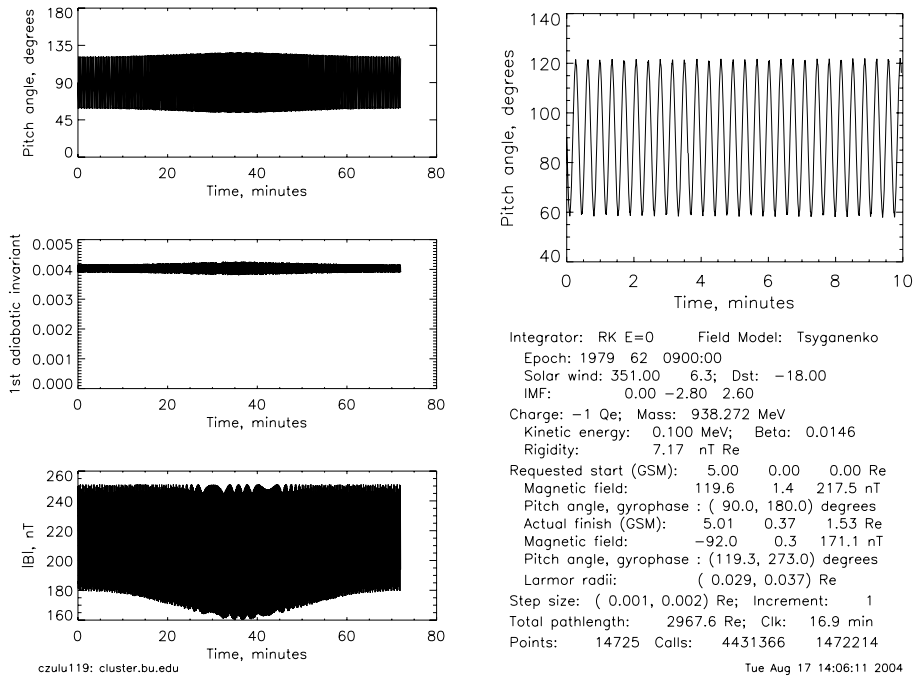 Pitch angle, degrees
180
135
90
45
0
0 20 40 60 80
Time, minutes
1st adiabatic invariant
0.005
0.004
0.003
0.002
0.001
0.000
0 20 40 60 80
Time, minutes
|B|, nT
260
240
220
200
180
160
0 20 40 60 80
Time, minutes
czulu119: cluster.bu.edu
Pitch angle, degrees
140
120
100
80
60
40
0 2 4 6 8 10
Time, minutes
Integrator: RK E=0 Field Model: Tsyganenko
Epoch: 1979 62 0900:00
Solar wind: 351.00 6.3; Dst: −18.00
IMF: 0.00 −2.80 2.60
Charge: −1 Qe; Mass: 938.272 MeV
Kinetic energy: 0.100 MeV; Beta: 0.0146
Rigidity: 7.17 nT Re
Requested start (GSM): 5.00 0.00 0.00 Re
Magnetic field: 119.6 1.4 217.5 nT
Pitch angle, gyrophase : ( 90.0, 180.0) degrees
Actual finish (GSM): 5.01 0.37 1.53 Re
Magnetic field: −92.0 0.3 171.1 nT
Pitch angle, gyrophase : (119.3, 273.0) degrees
Larmor radii: ( 0.029, 0.037) Re
Step size: ( 0.001, 0.002) Re; Increment: 1
Total pathlength: 2967.6 Re; Clk: 16.9 min
Points: 14725 Calls: 4431366 1472214
Tue Aug 17 14:06:11 2004